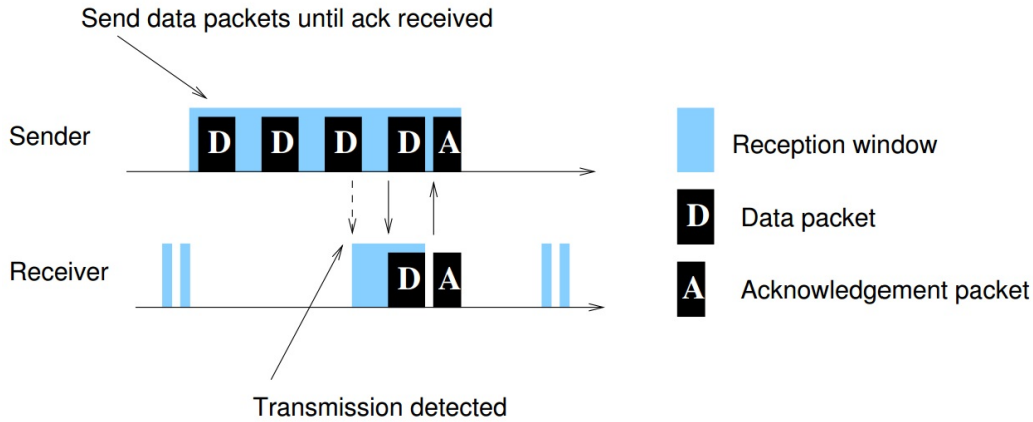 Send data packets until ack received
Sender
D D D D A
Reception window
D
Data packet
Receiver
D A
A
Acknowledgement packet
Transmission detected